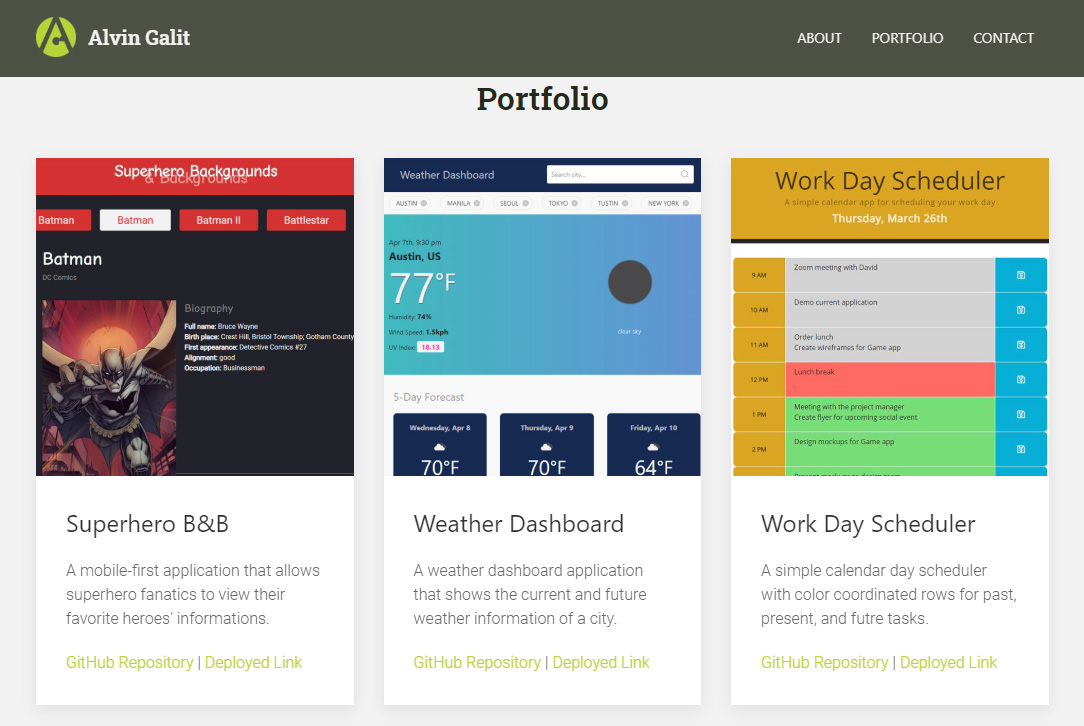 Alvin Galit
ABOUT PORTFOLIO CONTACT
Portfolio
Superhero Backgrounds
& Backgrounds
Batman Batman Batman II Battlestar
Batman
DC Comics
Biography
Full name: Bruce Wayne
Birth place: Crest Hill, Bristol Township; Gotham County
First appearance: Detective Comics #27
Alignment: good
Occupation: Businessman
Weather Dashboard
Search city...
AUSTIN MANILA SEOUL TOKYO TUSTIN NEW YORK
Apr 7th, 9:30 pm
Austin, US
77°F
Humidity: 74%
Wind Speed: 1.5kph
UV Index: 10.13
clear sky
5-Day Forecast
Wednesday, Apr 8 Thursday, Apr 9 Friday, Apr 10
70°F 70°F 64°F
Work Day Scheduler
A simple calendar app for scheduling your work day
Thursday, March 26th
9 AM Zoom meeting with David
10 AM Demo current application
11 AM Order lunch
Create wireframes for Game app
12 PM Lunch break
1 PM Meeting with the project manager
Create flyer for upcoming social event
2 PM Design mockups for Game app
Superhero B&B
A mobile-first application that allows
superhero fanatics to view their
favorite heroes' informations.
GitHub Repository | Deployed Link
Weather Dashboard
A weather dashboard application
that shows the current and future
weather information of a city.
GitHub Repository | Deployed Link
Work Day Scheduler
A simple calendar day scheduler
with color coordinated rows for past,
present, and futre tasks.
GitHub Repository | Deployed Link